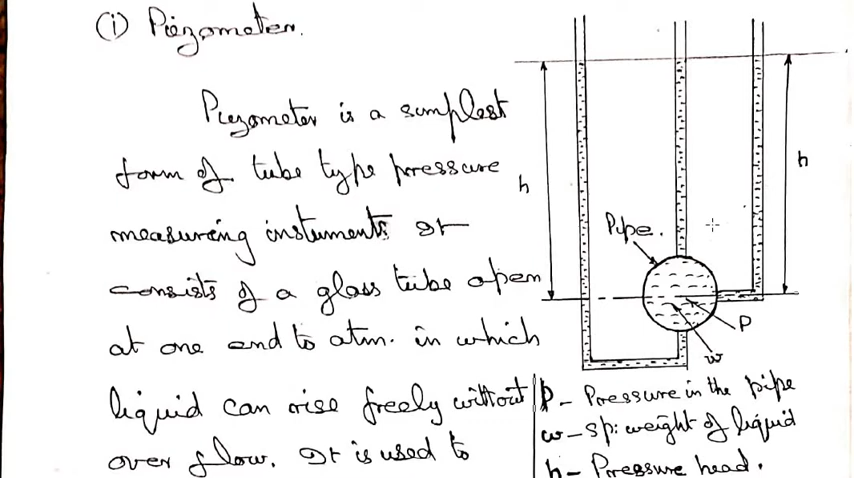 (i) Piezometer.
Piezometer is a simplest
form of tube type pressure
measuring instuments. It
consists of a glass tube open
at one end to atm. in which
liquid can rise freely without
over flow. It is used to
h
h
Pipe.
P
w
P - Pressure in the pipe
w - sp: weight of liquid
h - Pressure head.